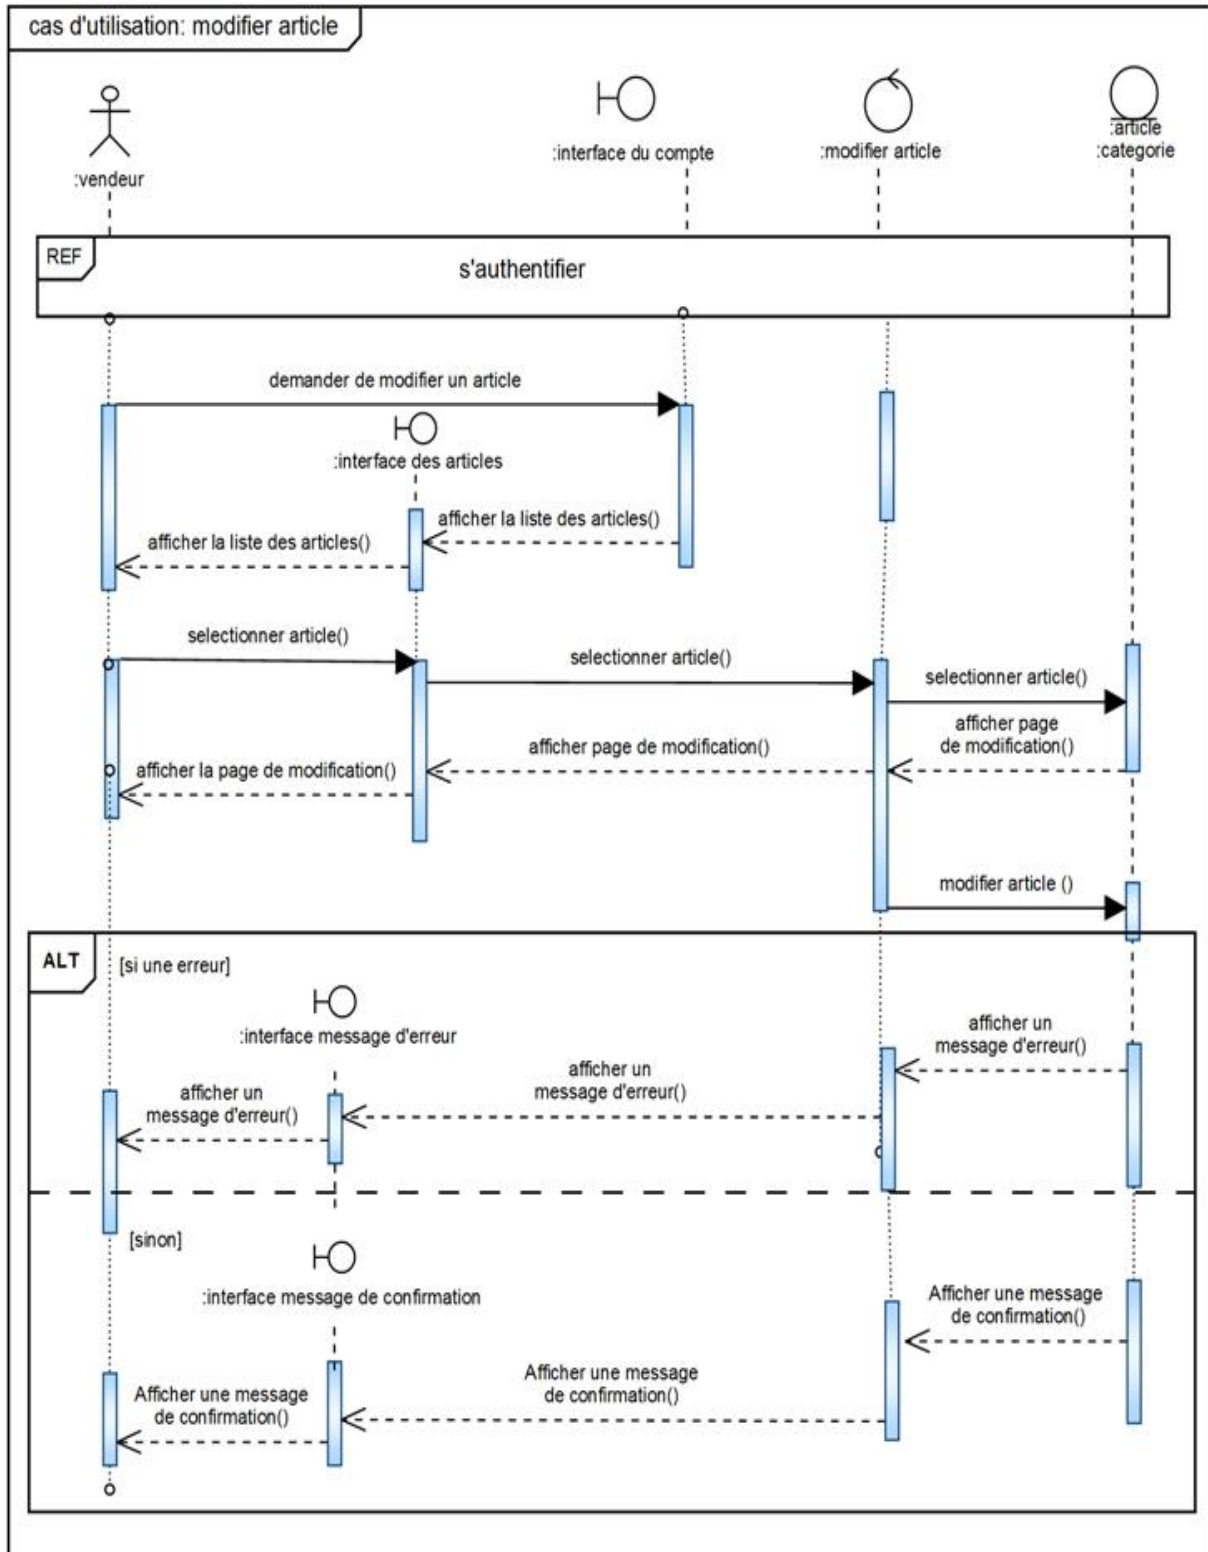 cas d'utilisation: modifier article
:vendeur
:interface du compte
:modifier article
:article
:categorie
REF
s'authentifier
demander de modifier un article
:interface des articles
afficher la liste des articles()
afficher la liste des articles()
selectionner article()
selectionner article()
selectionner article()
afficher page
de modification()
afficher page de modification()
afficher la page de modification()
modifier article ()
ALT
[si une erreur]
:interface message d'erreur
afficher un
message d'erreur()
afficher un
message d'erreur()
afficher un
message d'erreur()
[sinon]
:interface message de confirmation
Afficher une message
de confirmation()
Afficher une message
de confirmation()
Afficher une message
de confirmation()